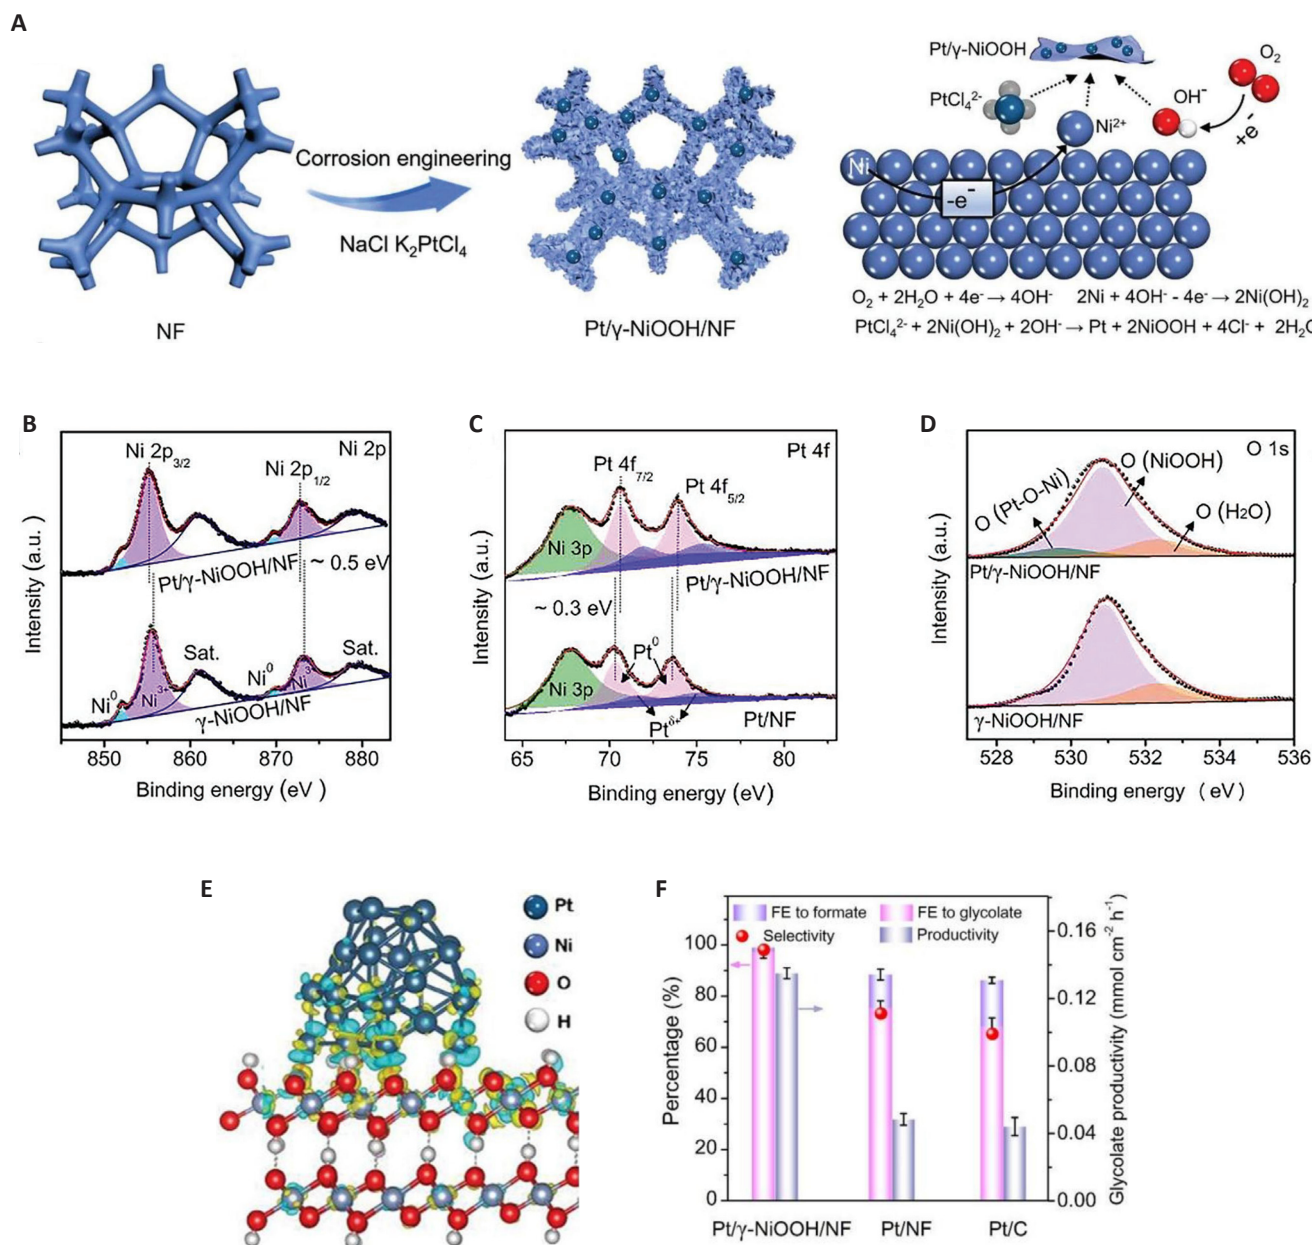 A
Corrosion engineering
NaCl K₂PtCl₄
NF
Pt/γ-NiOOH/NF
Pt/γ-NiOOH
PtCl₄²⁻
Ni²⁺
OH⁻
O₂
+e⁻
Ni
-e⁻
O₂ + 2H₂O + 4e⁻ → 4OH⁻ 2Ni + 4OH⁻ - 4e⁻ → 2Ni(OH)₂
PtCl₄²⁻ + 2Ni(OH)₂ + 2OH⁻ → Pt + 2NiOOH + 4Cl⁻ + 2H₂O
B
Ni 2p₃/₂
Ni 2p₁/₂
Ni 2p
Pt/γ-NiOOH/NF
~ 0.5 eV
Sat.
Sat.
Ni⁰
Ni³⁺
Ni⁰
Ni³⁺
γ-NiOOH/NF
Intensity (a.u.)
850 860 870 880
Binding energy (eV)
C
Pt 4f
Pt 4f₇/₂
Pt 4f₅/₂
Ni 3p
Pt/γ-NiOOH/NF
~ 0.3 eV
Pt⁰
Ni 3p
Ptᵟ⁺
Pt/NF
Intensity (a.u.)
65 70 75 80
Binding energy (eV)
D
O 1s
O (NiOOH)
O (Pt-O-Ni)
O (H₂O)
Pt/γ-NiOOH/NF
γ-NiOOH/NF
Intensity (a.u.)
528 530 532 534 536
Binding energy (eV)
E
Pt
Ni
O
H
F
FE to formate FE to glycolate
Selectivity Productivity
Percentage (%)
100
80
60
40
20
0
Glycolate productivity (mmol cm⁻² h⁻¹)
0.16
0.12
0.08
0.04
0.00
Pt/γ-NiOOH/NF Pt/NF Pt/C